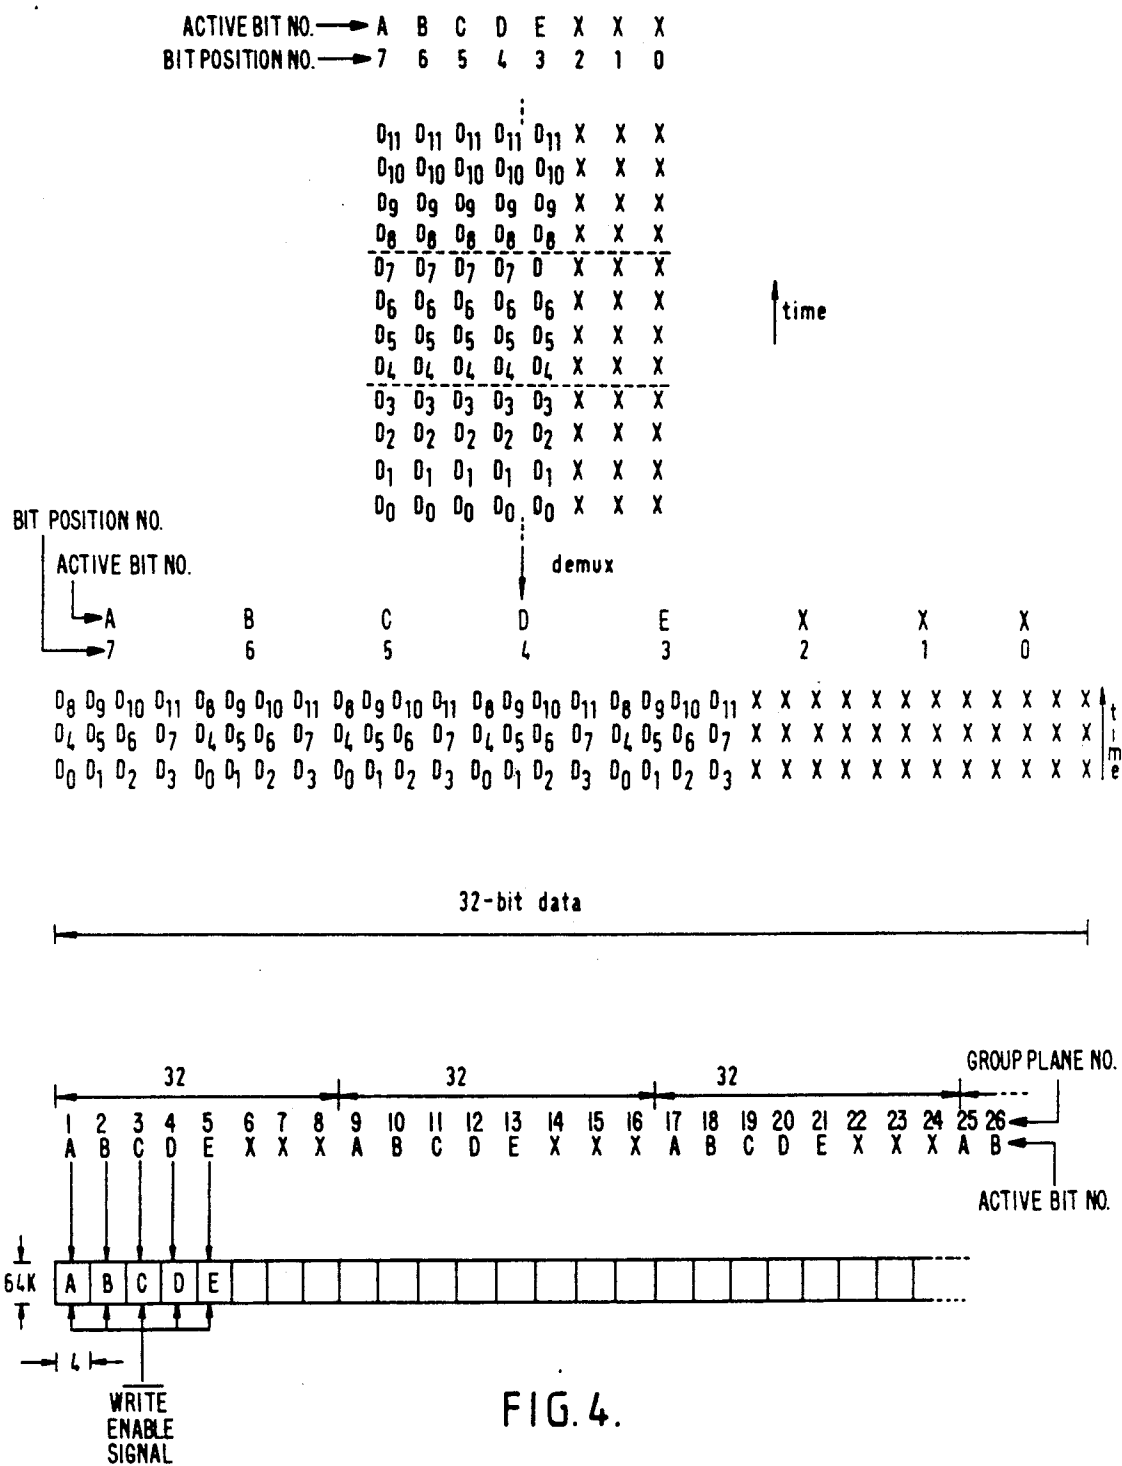 ACTIVE BIT NO. A B C D E X X X
BIT POSITION NO. 7 6 5 4 3 2 1 0
D11 D11 D11 D11 D11 X X X
D10 D10 D10 D10 D10 X X X
D9 D9 D9 D9 D9 X X X
D8 D8 D8 D8 D8 X X X
D7 D7 D7 D7 D X X X
D6 D6 D6 D6 D6 X X X
time
D5 D5 D5 D5 D5 X X X
D4 D4 D4 D4 D4 X X X
D3 D3 D3 D3 D3 X X X
D2 D2 D2 D2 D2 X X X
D1 D1 D1 D1 D1 X X X
D0 D0 D0 D0 D0 X X X
BIT POSITION NO.
ACTIVE BIT NO.
demux
A B C D E X X X
7 6 5 4 3 2 1 0
D8 D9 D10 D11 D8 D9 D10 D11 D8 D9 D10 D11 D8 D9 D10 D11 D8 D9 D10 D11 X X X X X X X X X X X X
D4 D5 D6 D7 D4 D5 D6 D7 D4 D5 D6 D7 D4 D5 D6 D7 D4 D5 D6 D7 X X X X X X X X X X X X
D0 D1 D2 D3 D0 D1 D2 D3 D0 D1 D2 D3 D0 D1 D2 D3 D0 D1 D2 D3 X X X X X X X X X X X X
time
32-bit data
GROUP PLANE NO.
32 32 32
1 2 3 4 5 6 7 8 9 10 11 12 13 14 15 16 17 18 19 20 21 22 23 24 25 26
A B C D E X X X A B C D E X X X A B C D E X X X A B
ACTIVE BIT NO.
64K A B C D E
4
WRITE
ENABLE
SIGNAL
FIG. 4.